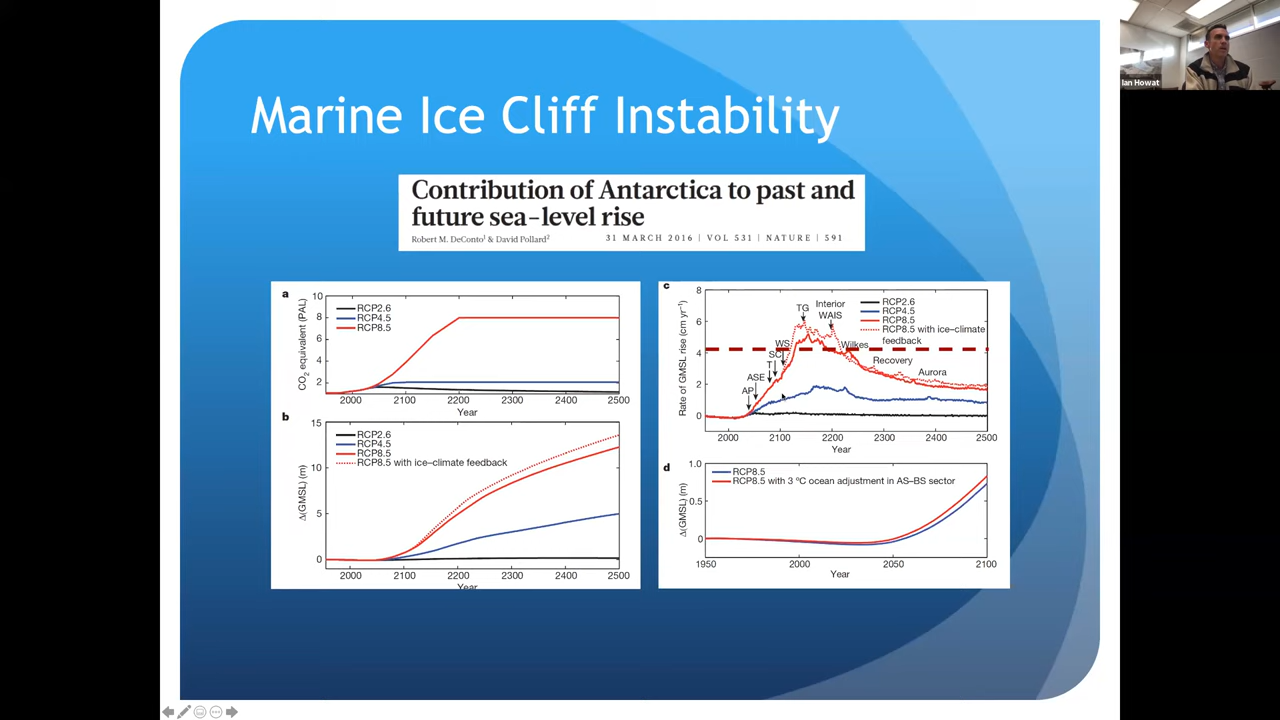 Ian Howat
Marine Ice Cliff Instability
Contribution of Antarctica to past and
future sea-level rise
Robert M. DeConto¹ & David Pollard²
31 MARCH 2016 | VOL 531 | NATURE | 591
a
CO₂ equivalent (PAL)
10
8
6
4
2
RCP2.6
RCP4.5
RCP8.5
2000 2100 2200 2300 2400 2500
Year
b
Δ(GMSL) (m)
15
10
5
0
RCP2.6
RCP4.5
RCP8.5
RCP8.5 with ice–climate feedback
2000 2100 2200 2300 2400 2500
Year
c
Rate of GMSL rise (cm yr⁻¹)
8
6
4
2
0
TG
Interior
WAIS
WS
SC
T
ASE
AP
Wilkes
Recovery
Aurora
RCP2.6
RCP4.5
RCP8.5
RCP8.5 with ice–climate
feedback
2000 2100 2200 2300 2400 2500
Year
d
Δ(GMSL) (m)
1.0
0.5
0
RCP8.5
RCP8.5 with 3 ºC ocean adjustment in AS–BS sector
1950 2000 2050 2100
Year